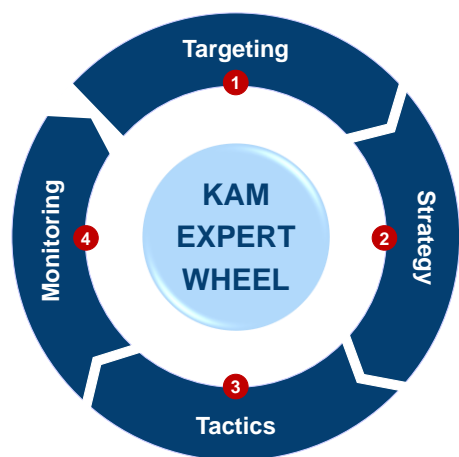 Targeting
1
Strategy
2
Tactics
3
Monitoring
4
KAM
EXPERT
WHEEL